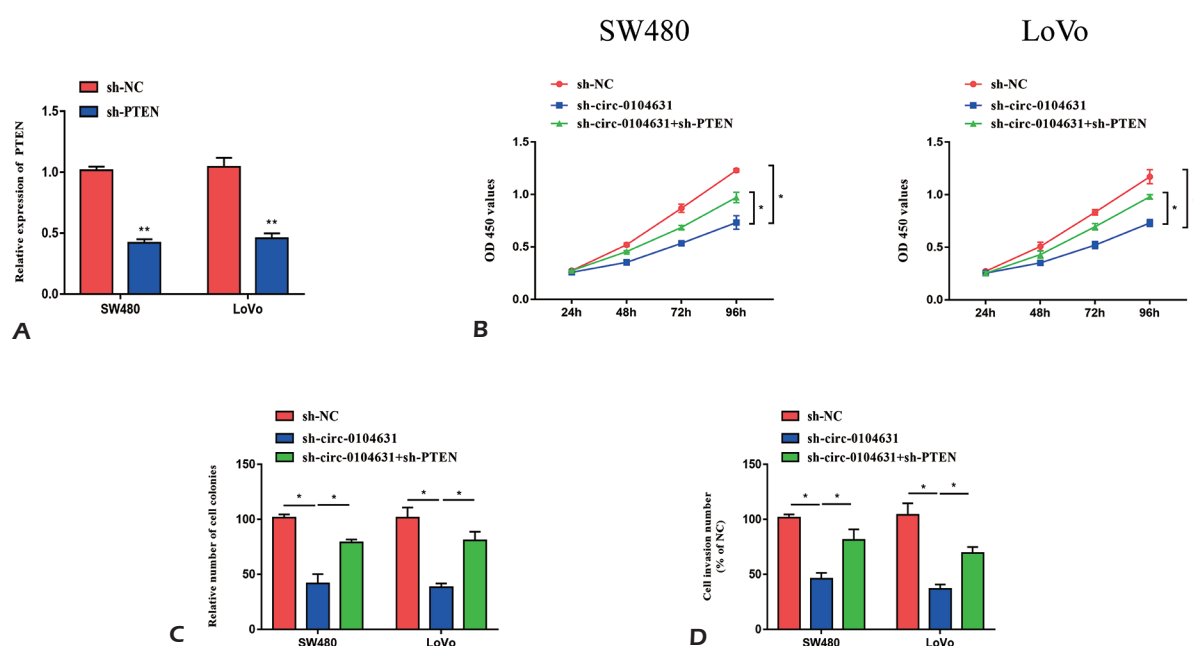 SW480
LoVo
sh-NC
sh-PTEN
Relative expression of PTEN
1.5
1.0
0.5
0.0
**
**
SW480
LoVo
A
sh-NC
sh-circ-0104631
sh-circ-0104631+sh-PTEN
OD 450 values
1.5
1.0
0.5
0.0
*
*
24h
48h
72h
96h
B
sh-NC
sh-circ-0104631
sh-circ-0104631+sh-PTEN
OD 450 values
1.5
1.0
0.5
0.0
*
24h
48h
72h
96h
sh-NC
sh-circ-0104631
sh-circ-0104631+sh-PTEN
Relative number of cell colonies
150
100
50
0
*
*
*
*
SW480
LoVo
C
sh-NC
sh-circ-0104631
sh-circ-0104631+sh-PTEN
Cell invasion number
(% of NC)
150
100
50
0
*
*
*
*
SW480
LoVo
D